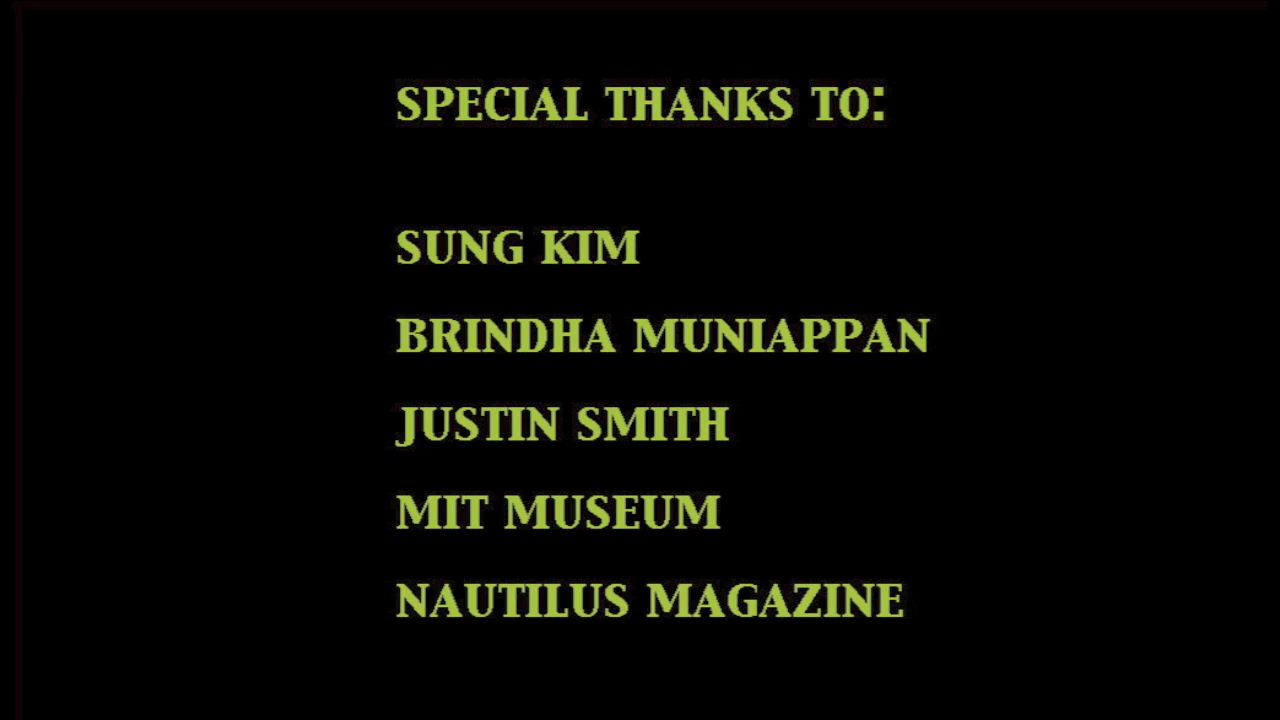 SPECIAL THANKS TO:
SUNG KIM
BRINDHA MUNIAPPAN
JUSTIN SMITH
MIT MUSEUM
NAUTILUS MAGAZINE